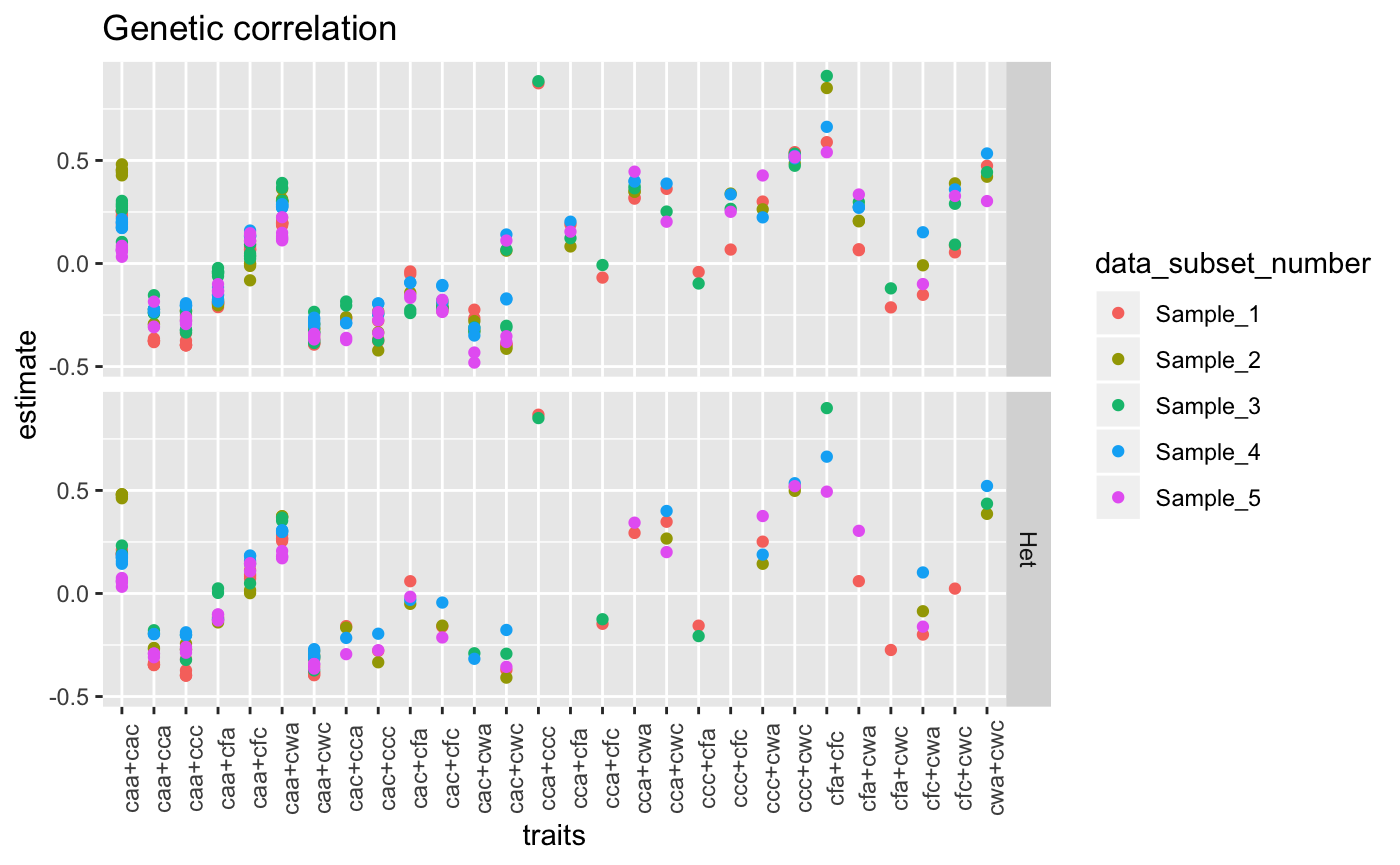 Genetic correlation
estimate
0.5
0.0
-0.5
Het
0.5
0.0
-0.5
caa+cac
caa+cca
caa+ccc
caa+cfa
caa+cfc
caa+cwa
caa+cwc
cac+cca
cac+ccc
cac+cfa
cac+cfc
cac+cwa
cac+cwc
cca+ccc
cca+cfa
cca+cfc
cca+cwa
cca+cwc
ccc+cfa
ccc+cfc
ccc+cwa
ccc+cwc
cfa+cfc
cfa+cwa
cfa+cwc
cfc+cwa
cfc+cwc
cwa+cwc
traits
data_subset_number
Sample_1
Sample_2
Sample_3
Sample_4
Sample_5